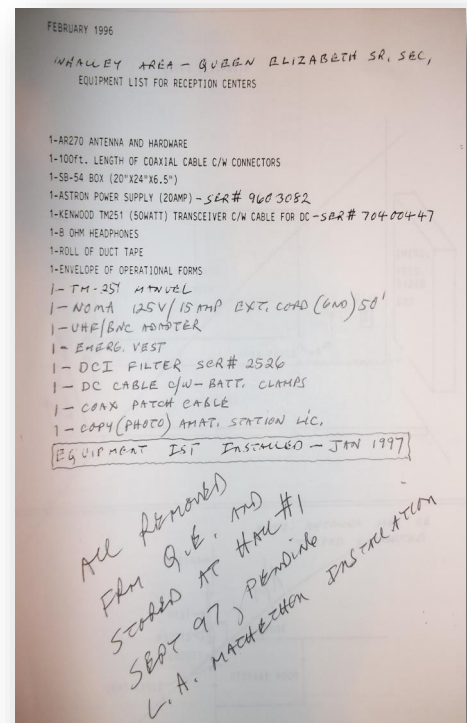 FEBRUARY 1996
WHALLEY AREA - QUEEN ELIZABETH SR. SEC,
EQUIPMENT LIST FOR RECEPTION CENTERS
1-AR270 ANTENNA AND HARDWARE
1-100ft. LENGTH OF COAXIAL CABLE C/W CONNECTORS
1-SB-54 BOX (20"X24"X6.5")
1-ASTRON POWER SUPPLY (20AMP) - SER# 9603082
1-KENWOOD TM251 (50WATT) TRANSCEIVER C/W CABLE FOR DC - SER# 70400447
1-8 OHM HEADPHONES
1-ROLL OF DUCT TAPE
1-ENVELOPE OF OPERATIONAL FORMS
1- TM-251 MANUEL
1- NOMA 125V/15 AMP EXT. CORD (GND) 50'
1- UHF/BNC ADAPTER
1- EMERG. VEST
1- DCI FILTER SER# 2526
1- DC CABLE C/W - BATT. CLAMPS
1- COAX PATCH CABLE
1- COPY (PHOTO) AMAT. STATION LIC.
EQUIPMENT IST INSTALLED - JAN 1997
ALL REMOVED
FRM Q.E. AND
STORED AT HALL #1
SEPT 97, PENDING
L.A. MATHETHEN INSTALLATION